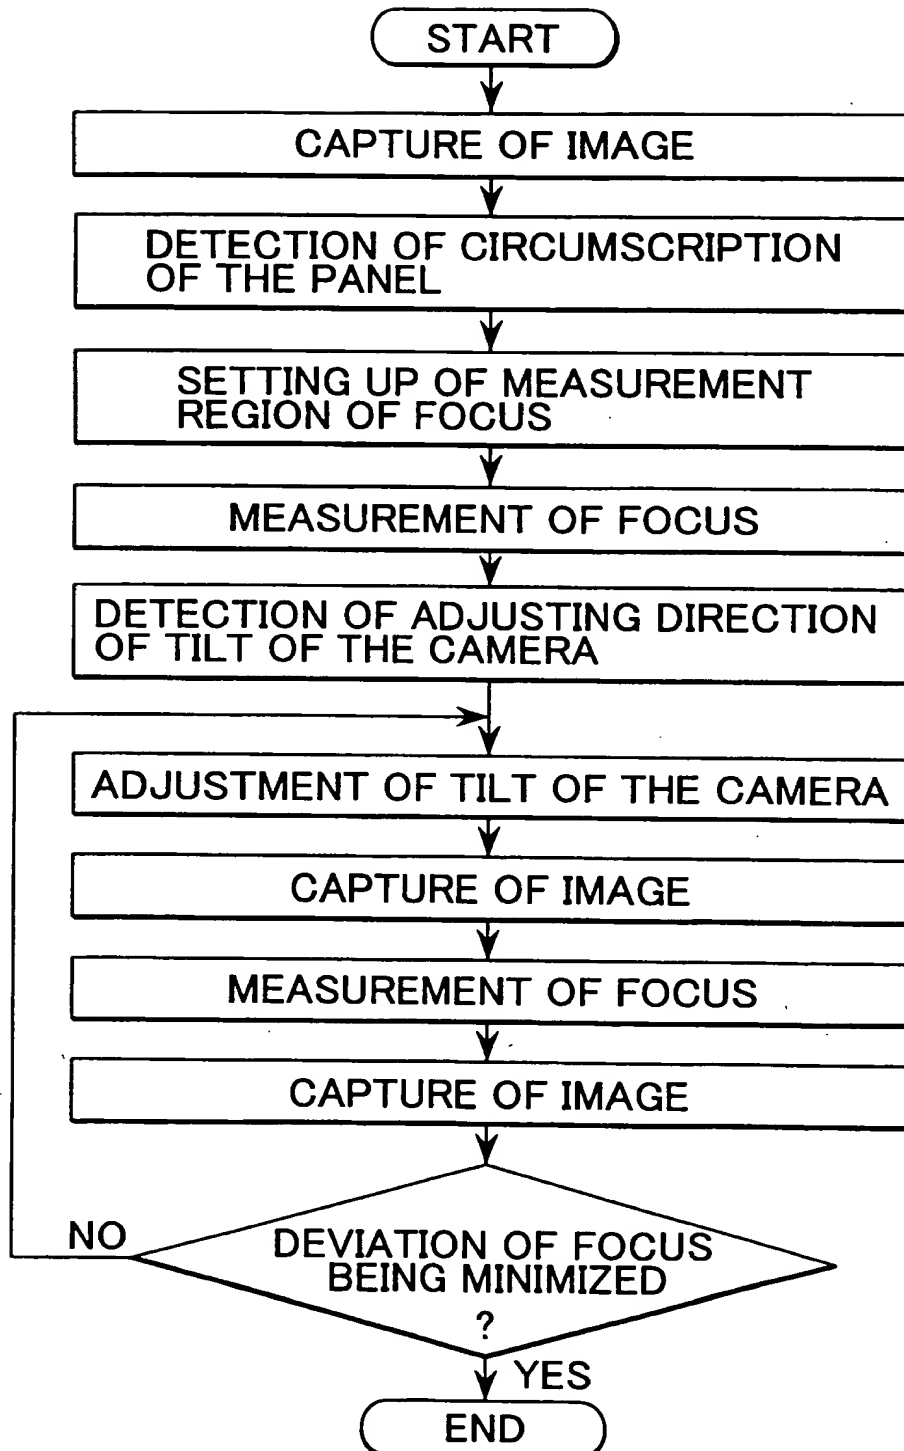 START
CAPTURE OF IMAGE
DETECTION OF CIRCUMSCRIPTION
OF THE PANEL
SETTING UP OF MEASUREMENT
REGION OF FOCUS
MEASUREMENT OF FOCUS
DETECTION OF ADJUSTING DIRECTION
OF TILT OF THE CAMERA
ADJUSTMENT OF TILT OF THE CAMERA
CAPTURE OF IMAGE
MEASUREMENT OF FOCUS
CAPTURE OF IMAGE
NO
DEVIATION OF FOCUS
BEING MINIMIZED
?
YES
END